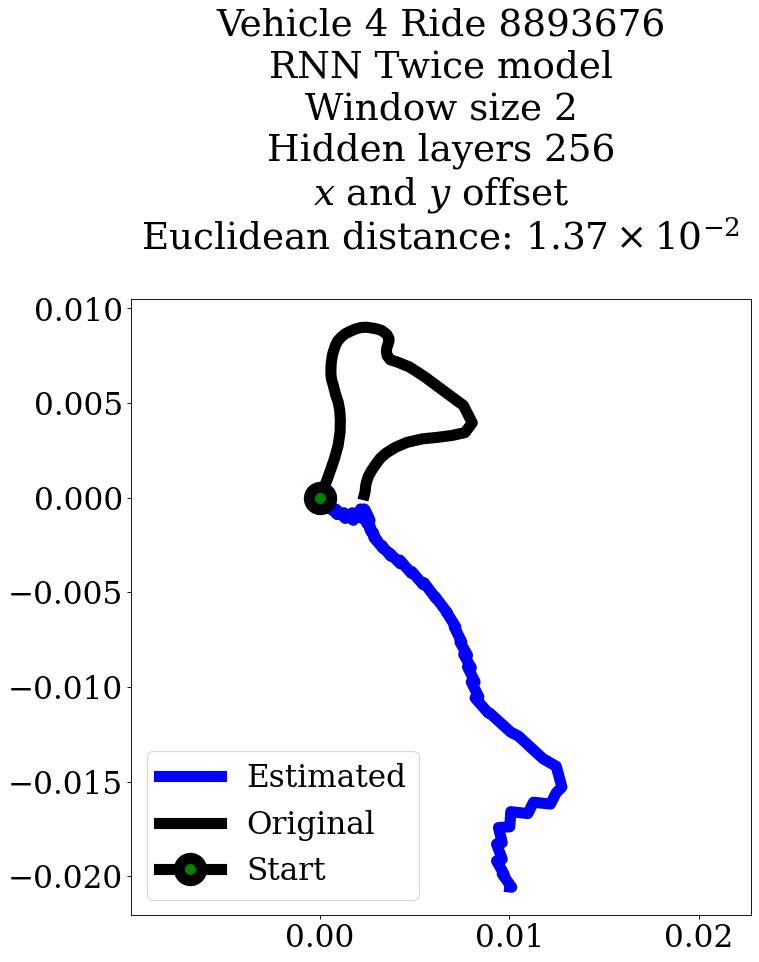 Vehicle 4 Ride 8893676
RNN Twice model
Window size 2
Hidden layers 256
x and y offset
Euclidean distance: 1.37 × 10⁻²
0.010
0.005
0.000
−0.005
−0.010
−0.015
−0.020
Estimated
Original
Start
0.00 0.01 0.02